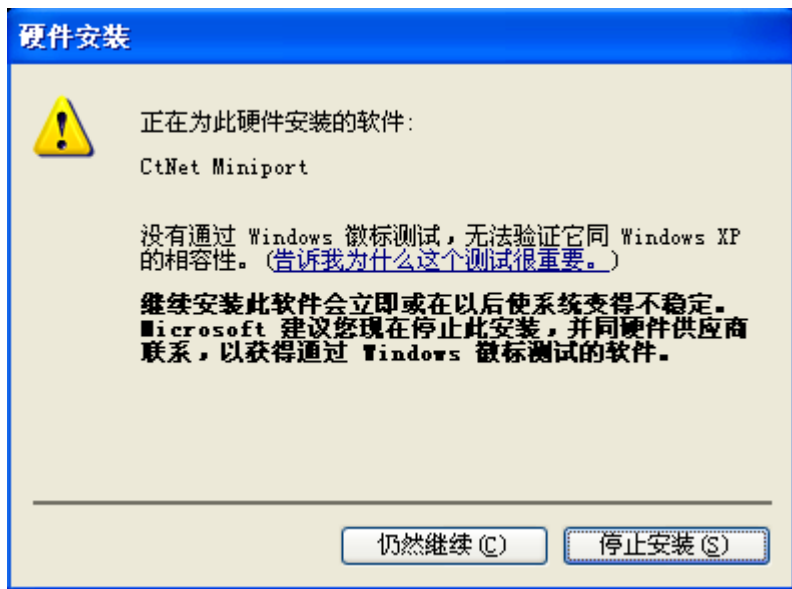 硬件安装
正在为此硬件安装的软件:
CtNet Miniport
没有通过 Windows 徽标测试，无法验证它同 Windows XP
的相容性。(告诉我为什么这个测试很重要。)
继续安装此软件会立即或在以后使系统变得不稳定。
Microsoft 建议您现在停止此安装，并同硬件供应商
联系，以获得通过 Windows 徽标测试的软件。
仍然继续(C)
停止安装(S)